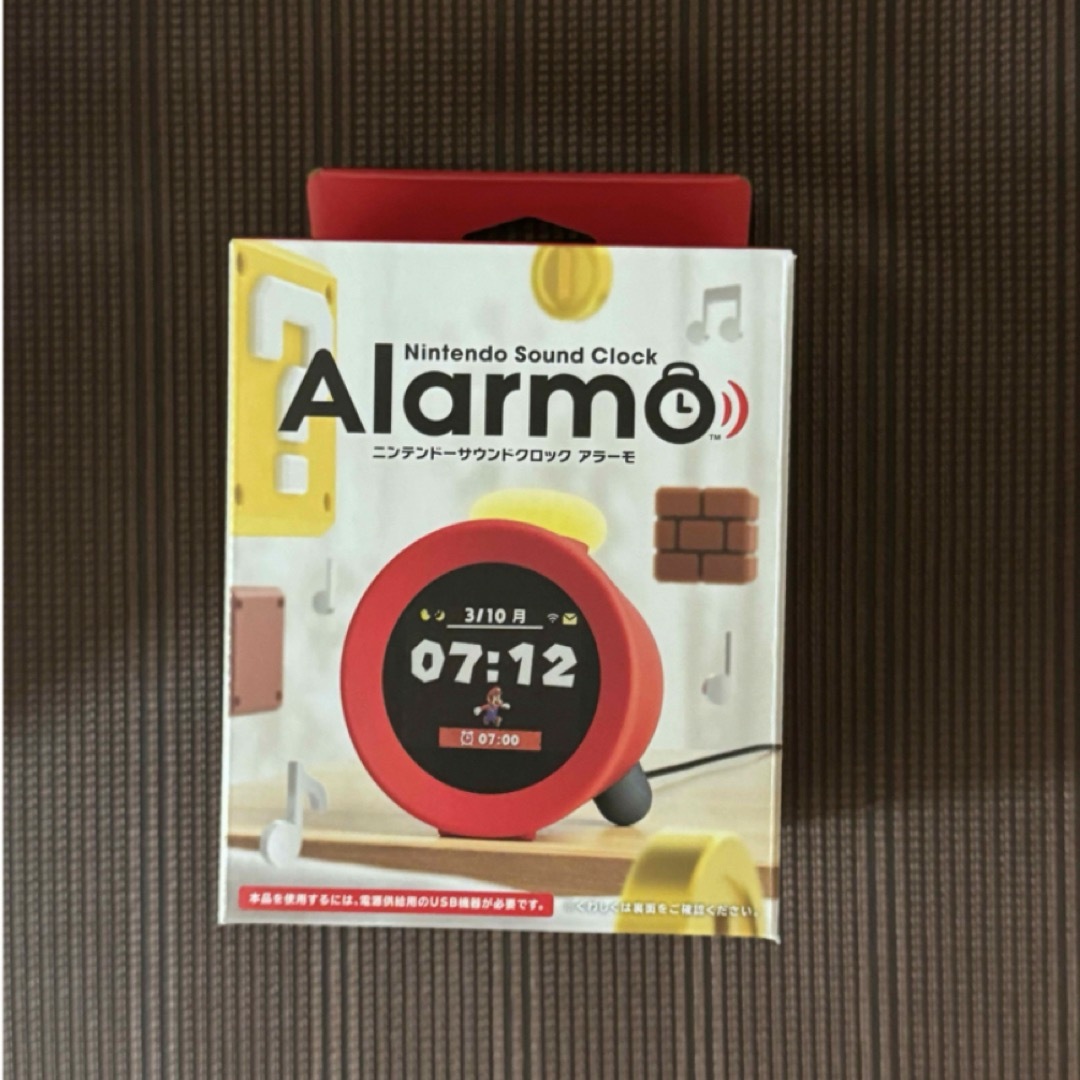 Nintendo Sound Clock
Alarmo
TM
ニンテンドーサウンドクロック アラーモ
3/10 月
07:12
07:00
本品を使用するには、電源供給用のUSB機器が必要です。
くわしくは裏面をご確認ください。